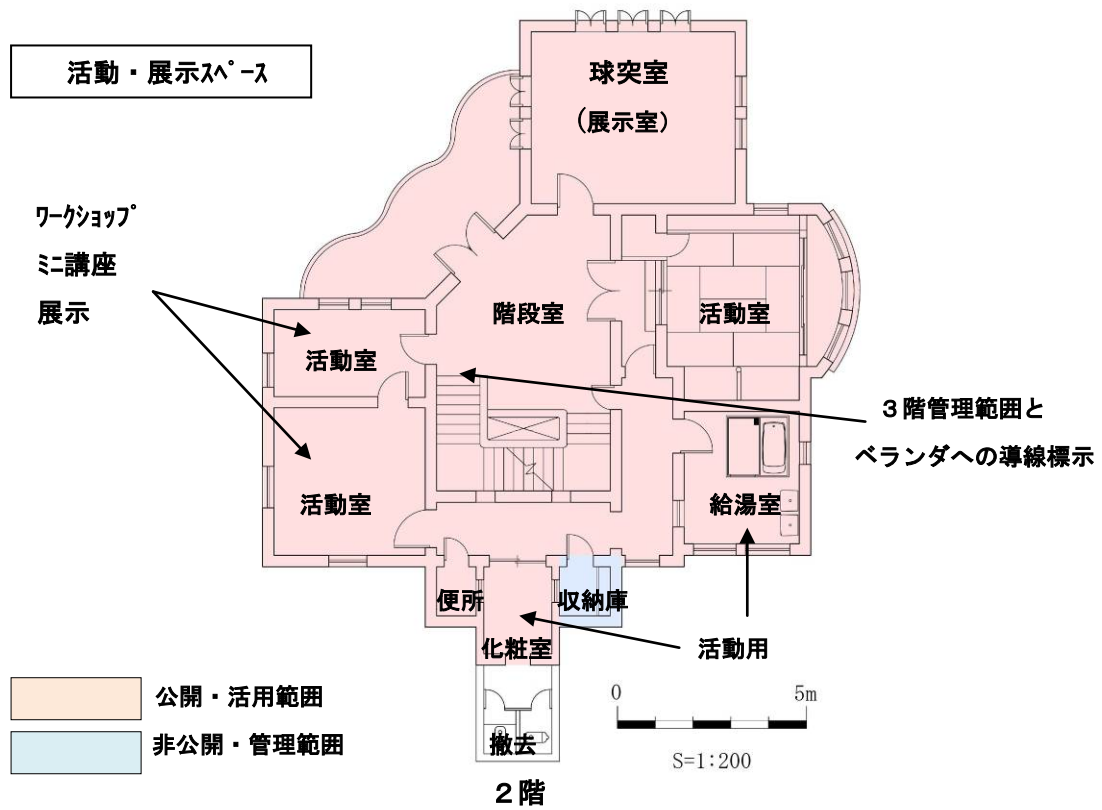 活動・展示ｽﾍﾟｰｽ
球突室
（展示室）
ﾜｰｸｼｮｯﾌﾟ
ﾐﾆ講座
展示
階段室
活動室
活動室
３階管理範囲と
ベランダへの導線標示
活動室
給湯室
便所
収納庫
化粧室
活動用
公開・活用範囲
非公開・管理範囲
撤去
0
5m
S=1:200
２階